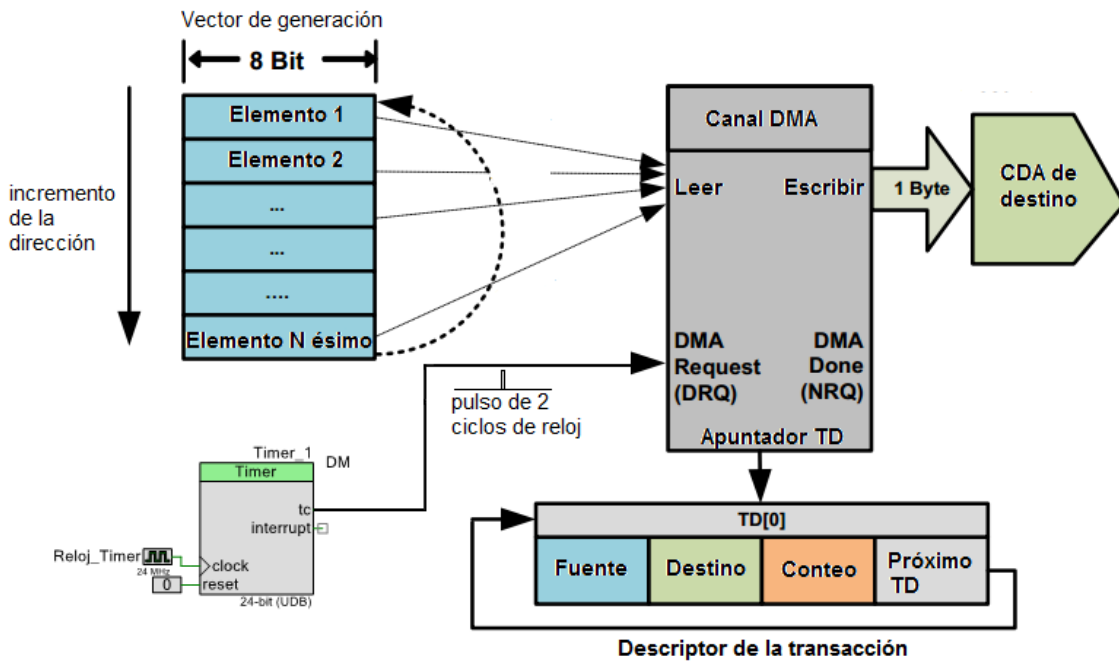 Vector de generación
8 Bit
Elemento 1
Elemento 2
...
...
....
Elemento N ésimo
incremento
de la
dirección
Canal DMA
Leer
Escribir
1 Byte
CDA de
destino
DMA
Request
(DRQ)
DMA
Done
(NRQ)
Apuntador TD
pulso de 2
ciclos de reloj
Timer_1
DM
Timer
tc
interrupt
Reloj_Timer
24 MHz
clock
0
reset
24-bit (UDB)
TD[0]
Fuente
Destino
Conteo
Próximo
TD
Descriptor de la transacción